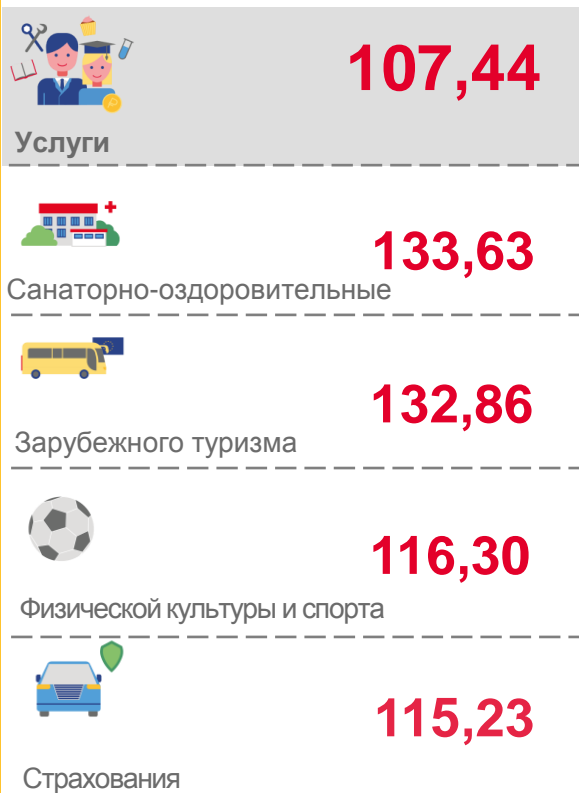 107,44
Услуги
133,63
Санаторно-оздоровительные
132,86
Зарубежного туризма
116,30
Физической культуры и спорта
115,23
Страхования